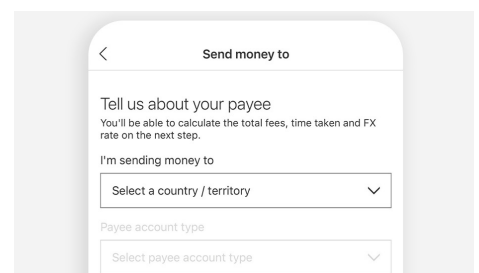 Send money to
Tell us about your payee
You'll be able to calculate the total fees, time taken and FX
rate on the next step.
I'm sending money to
Select a country / territory
Payee account type
Select payee account type